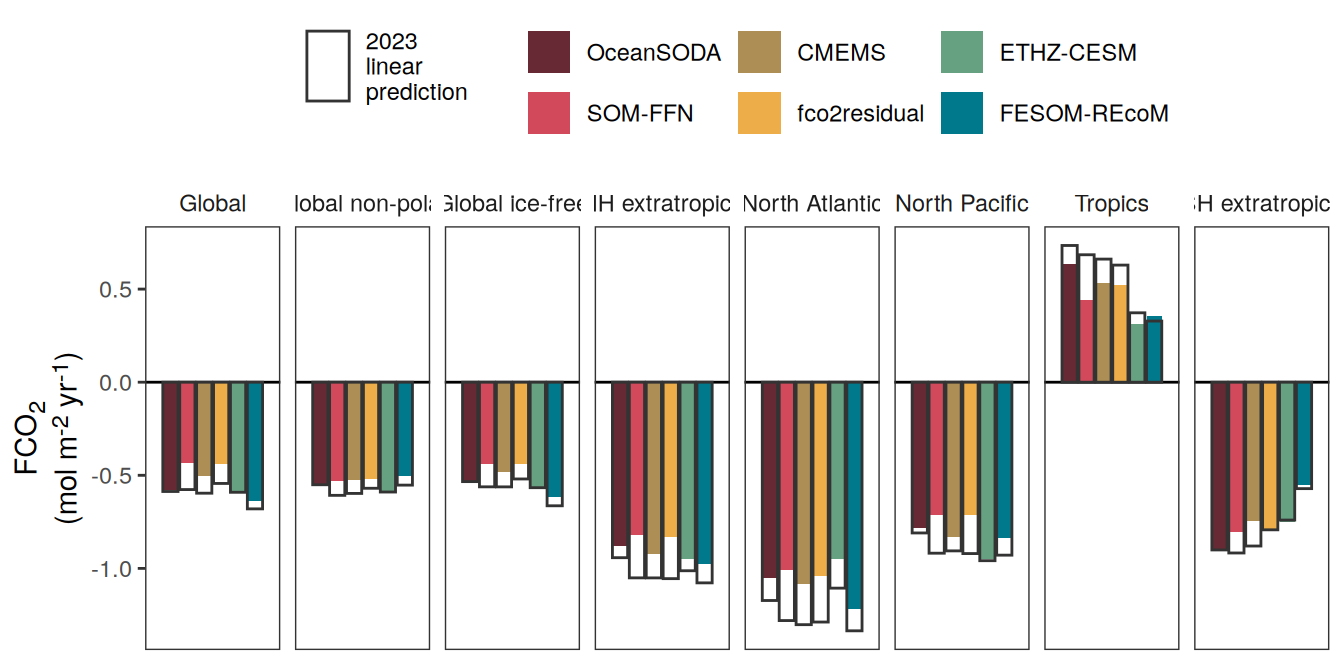 2023
linear
prediction
OceanSODA
SOM-FFN
CMEMS
fco2residual
ETHZ-CESM
FESOM-REcoM
Global
lobal non-pola
Global ice-free
IH extratropic
North Atlantic
North Pacific
Tropics
SH extratropic
FCO2
(mol m-2 yr-1)
0.5
0.0
-0.5
-1.0